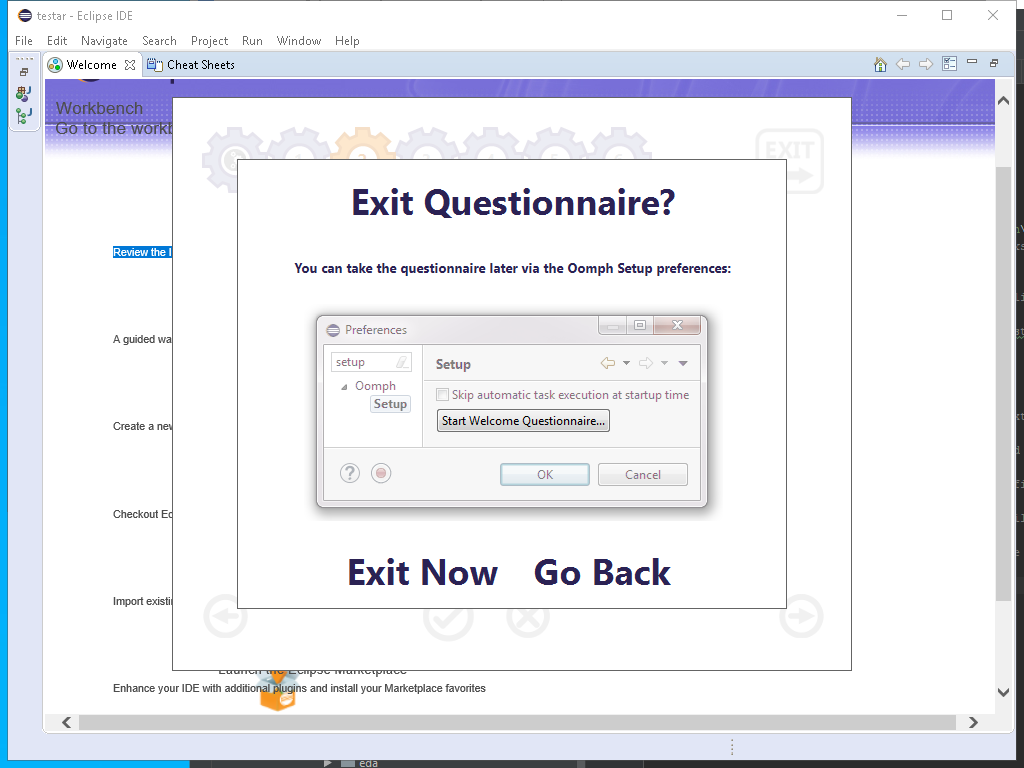 testar - Eclipse IDE
File Edit Navigate Search Project Run Window Help
Welcome Cheat Sheets
Workbench
Go to the workb
EXIT
Exit Questionnaire?
Review the I
You can take the questionnaire later via the Oomph Setup preferences:
Preferences
A guided wa
setup
Setup
Oomph
Skip automatic task execution at startup time
Setup
Start Welcome Questionnaire...
Create a new
OK Cancel
Checkout Ec
Exit Now Go Back
Import existin
Launch the Eclipse Marketplace
Enhance your IDE with additional plugins and install your Marketplace favorites
eda